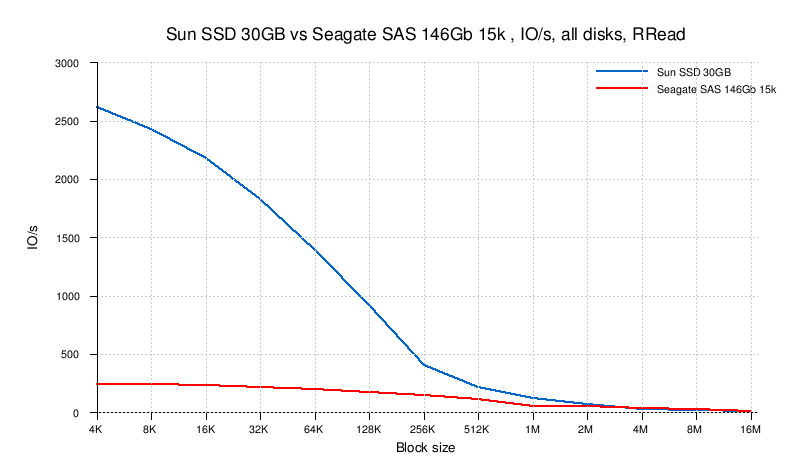 Sun SSD 30GB vs Seagate SAS 146Gb 15k , IO/s, all disks, RRead
Sun SSD 30GB
Seagate SAS 146Gb 15k
3000
2500
2000
1500
1000
500
0
IO/s
4K 8K 16K 32K 64K 128K 256K 512K 1M 2M 4M 8M 16M
Block size